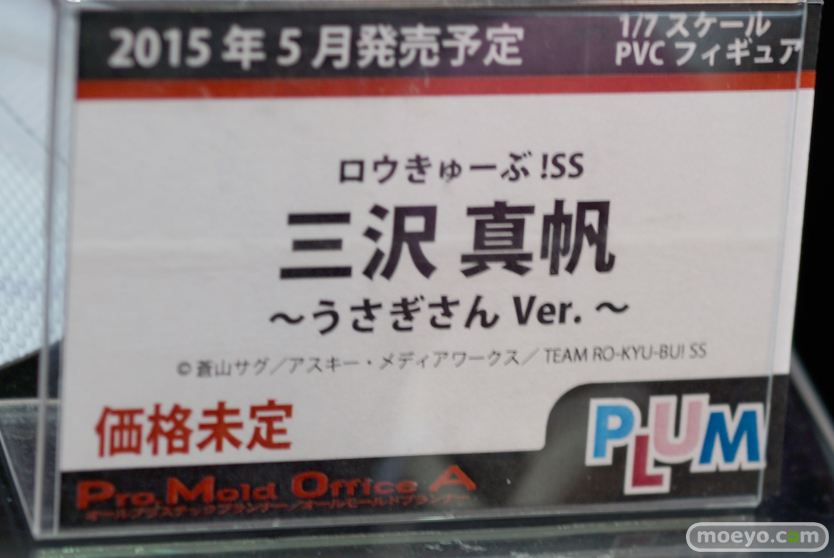 2015年5月発売予定
1/7 スケール
PVC フィギュア
ロウきゅーぶ!SS
三沢 真帆
〜うさぎさん Ver. 〜
© 蒼山サグ／アスキー・メディアワークス／ TEAM RO-KYU-BU! SS
価格未定
PLUM
Pro.Mold Office A
moeyo.com